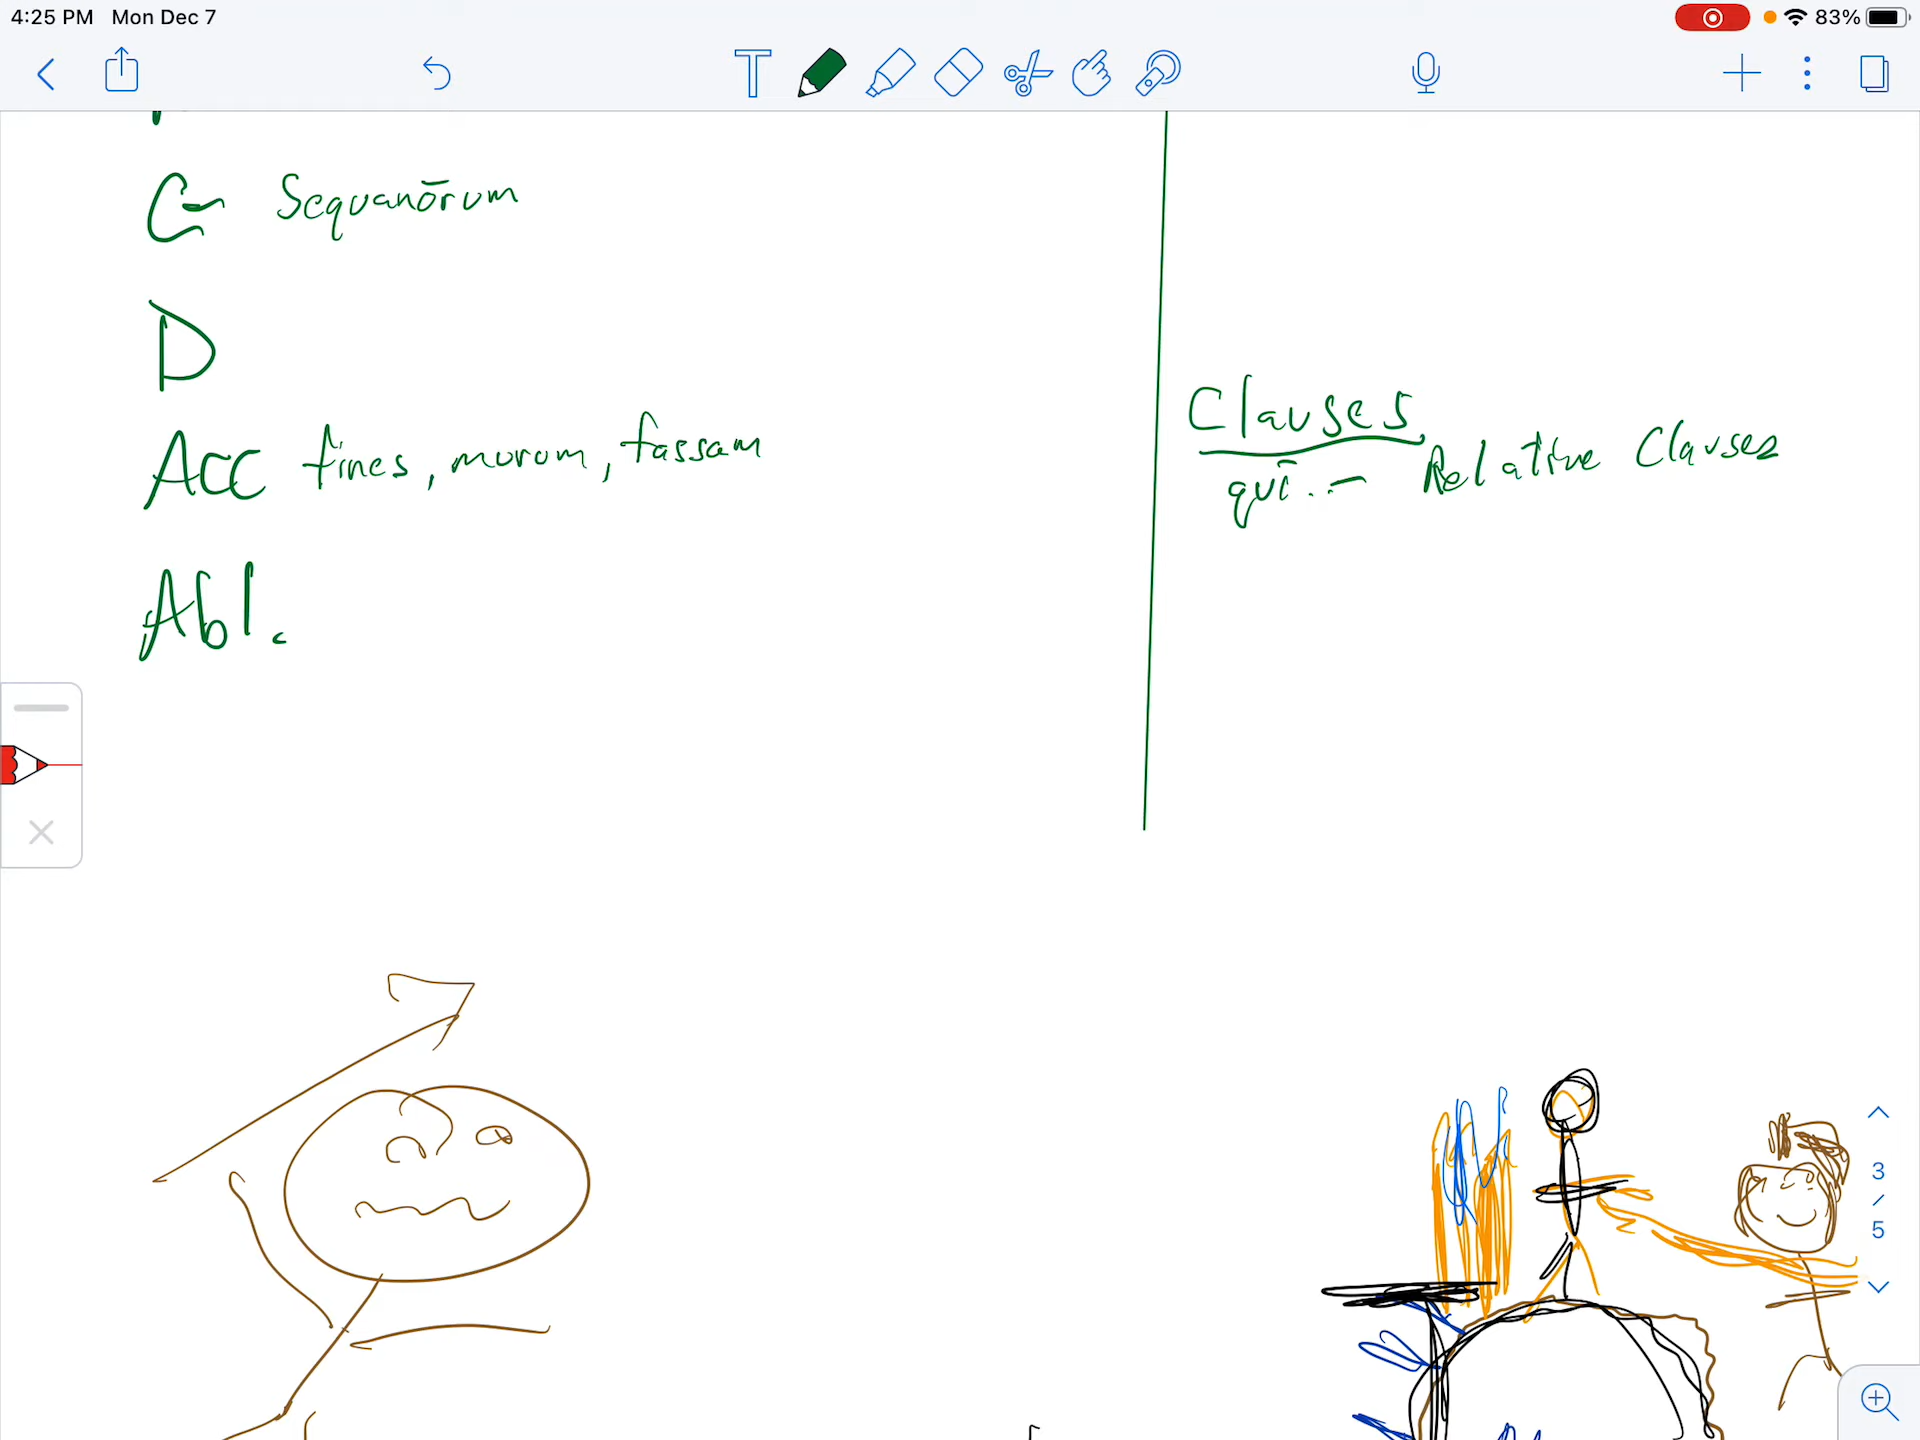 4:25 PM Mon Dec 7
83%
G Sequanōrum
D
Acc fines, murum, fossam
Abl.
Clauses
quī... Relative Clauses
3
/
5